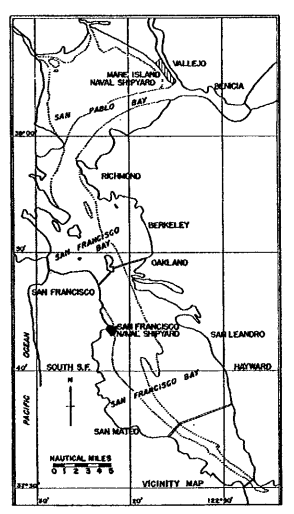 VALLEJO
MARE ISLAND
NAVAL SHIPYARD
BENICIA
SAN PABLO BAY
38°00'
RICHMOND
BERKELEY
SAN FRANCISCO
BAY
50'
OAKLAND
SAN FRANCISCO
SAN FRANCISCO
NAVAL SHIPYARD
SAN LEANDRO
PACIFIC OCEAN
SOUTH S.F.
40'
HAYWARD
N
SAN FRANCISCO BAY
SAN MATEO
NAUTICAL MILES
0 1 2 3 4 5
VICINITY MAP
37°30'
30'
20'
122°10'